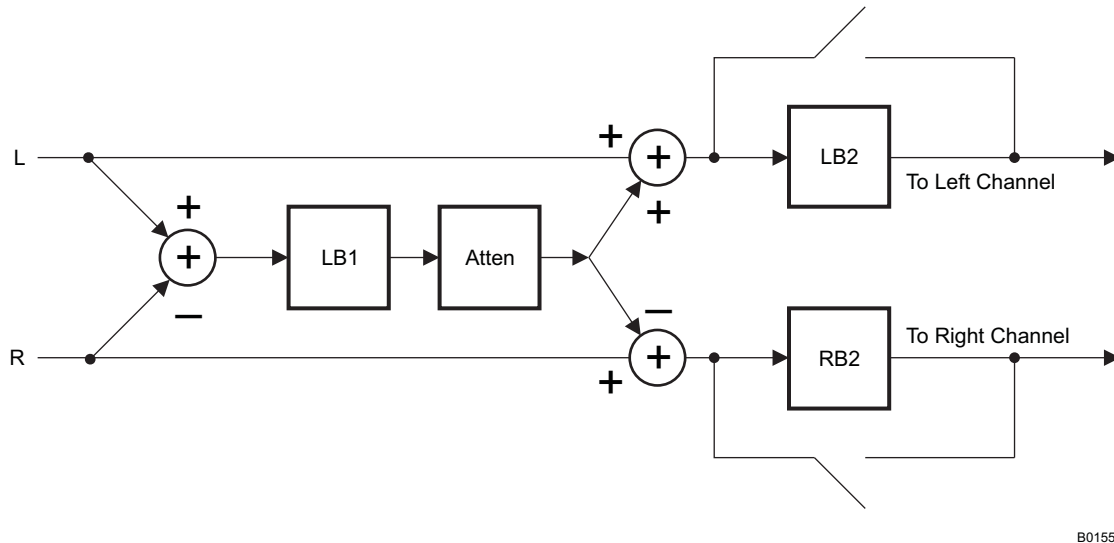 L
+
+
−
R
LB1
Atten
+
+
+
−
+
+
LB2
To Left Channel
RB2
To Right Channel
B0155